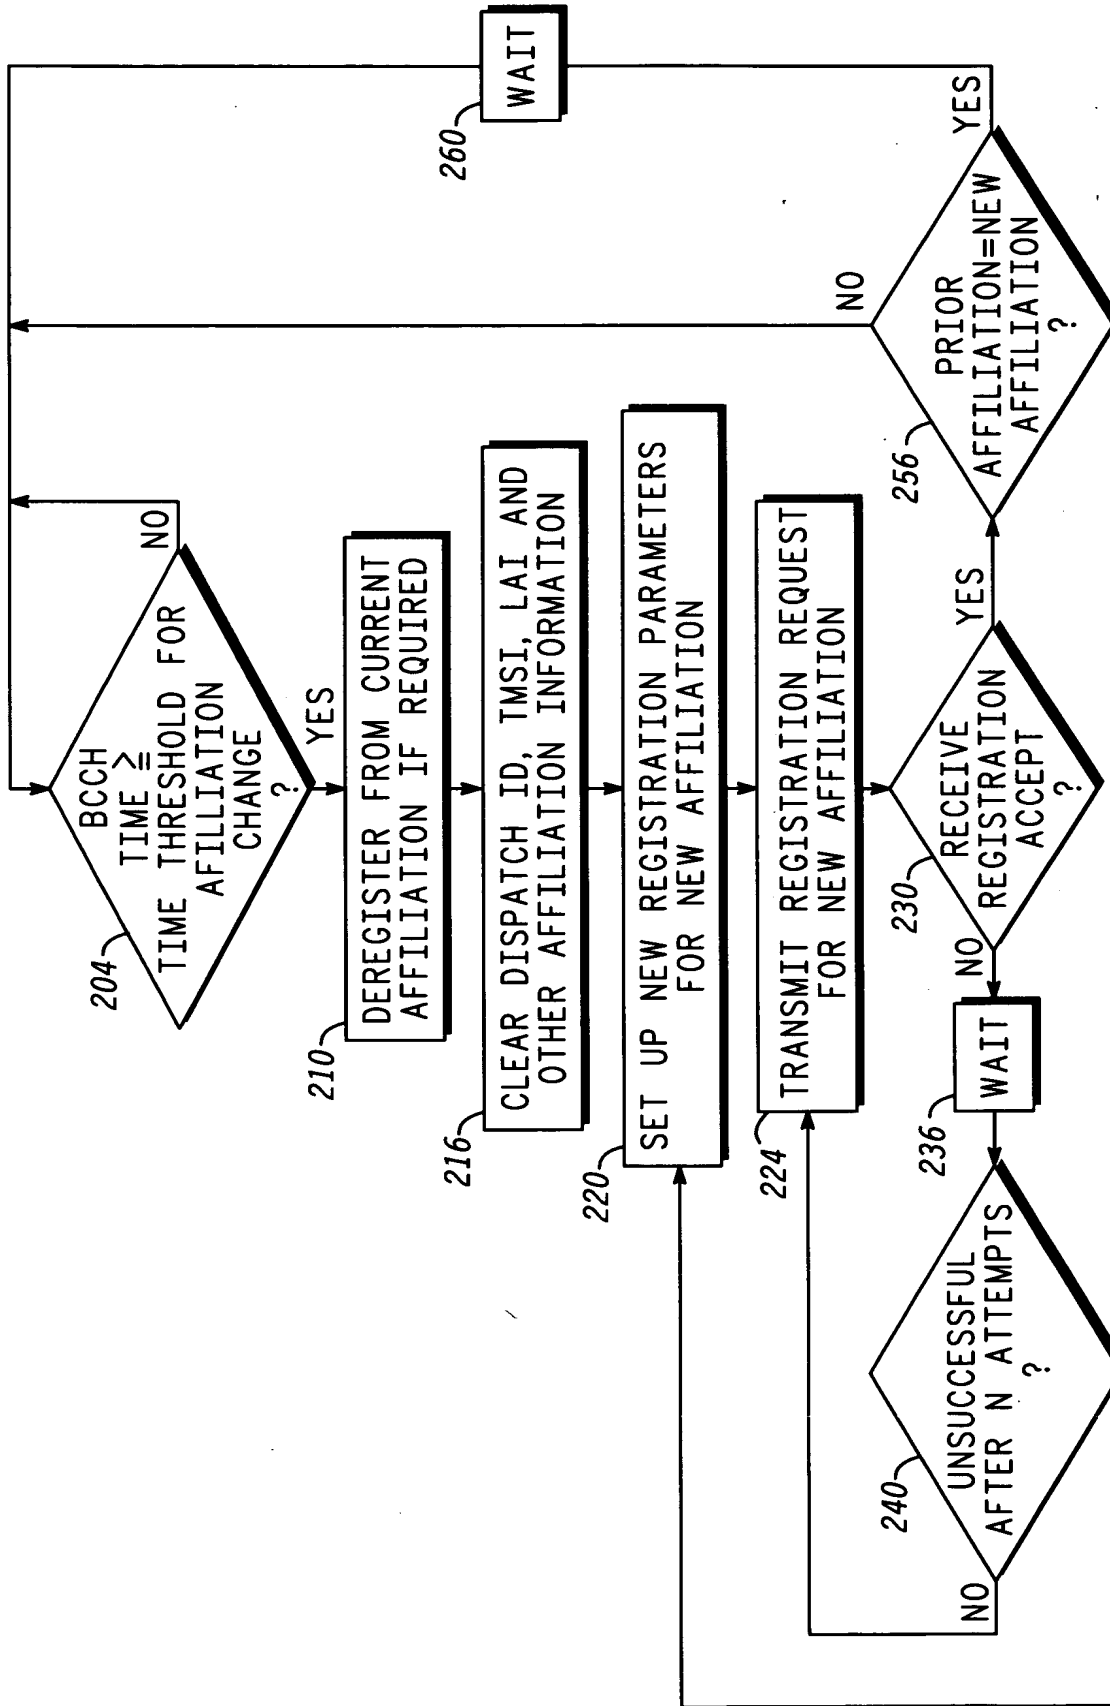 204
BCCH
TIME ≥
TIME THRESHOLD FOR
AFILLIATION
CHANGE
?
NO
YES
210
DEREGISTER FROM CURRENT
AFFILIATION IF REQUIRED
216
CLEAR DISPATCH ID, TMSI, LAI AND
OTHER AFFILIATION INFORMATION
220
SET UP NEW REGISTRATION PARAMETERS
FOR NEW AFFILIATION
224
TRANSMIT REGISTRATION REQUEST
FOR NEW AFFILIATION
230
RECEIVE
REGISTRATION
ACCEPT
?
NO
YES
236
WAIT
240
UNSUCCESSFUL
AFTER N ATTEMPTS
?
NO
256
PRIOR
AFFILIATION=NEW
AFFILIATION
?
NO
YES
260
WAIT